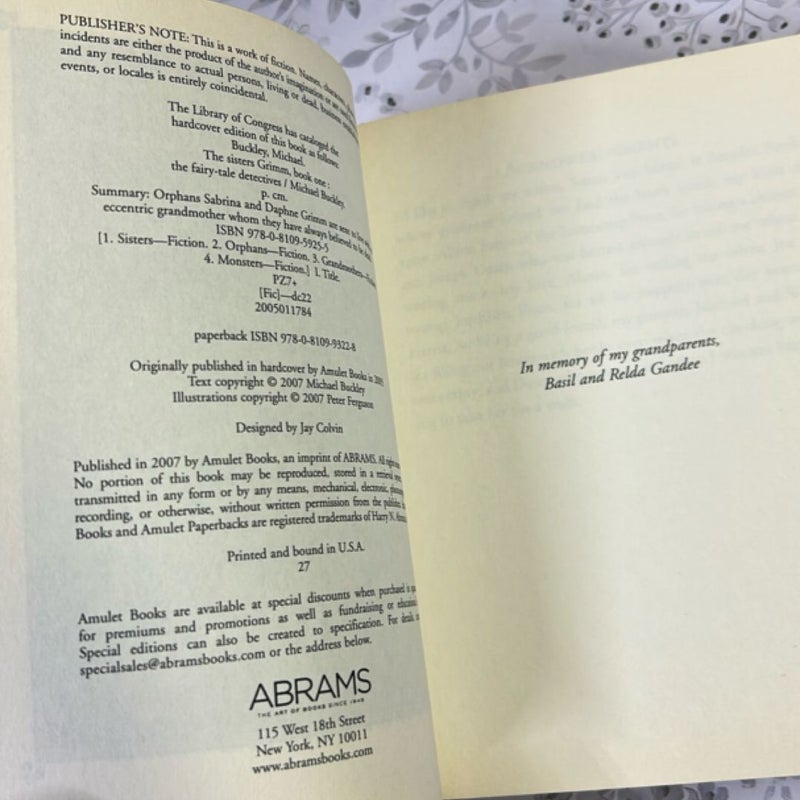 PUBLISHER'S NOTE: This is a work of fiction. Names, characters,
incidents are either the product of the author's imagination or are used
and any resemblance to actual persons, living or dead, business
events, or locales is entirely coincidental.
The Library of Congress has cataloged the
hardcover edition of this book as follows:
Buckley, Michael.
The sisters Grimm, book one :
the fairy-tale detectives / Michael Buckley.
p. cm.
Summary: Orphans Sabrina and Daphne Grimm are sent to live
eccentric grandmother whom they have always believed to be
ISBN 978-0-8109-5925-5
[1. Sisters—Fiction. 2. Orphans—Fiction. 3. Grandmothers—
4. Monsters—Fiction.] I. Title.
PZ7+
[Fic]—dc22
2005011784
paperback ISBN 978-0-8109-9322-8
Originally published in hardcover by Amulet Books in
Text copyright © 2007 Michael Buckley
Illustrations copyright © 2007 Peter Ferguson
Designed by Jay Colvin
Published in 2007 by Amulet Books, an imprint of ABRAMS. All rights
No portion of this book may be reproduced, stored in a retrieval
transmitted in any form or by any means, mechanical, electronic,
recording, or otherwise, without written permission from the publisher.
Books and Amulet Paperbacks are registered trademarks of Harry N.
Printed and bound in U.S.A.
27
Amulet Books are available at special discounts when purchased in
for premiums and promotions as well as fundraising or
Special editions can also be created to specification. For details
specialsales@abramsbooks.com or the address below.
ABRAMS
THE ART OF BOOKS SINCE 1949
115 West 18th Street
New York, NY 10011
www.abramsbooks.com
In memory of my grandparents,
Basil and Relda Gandee